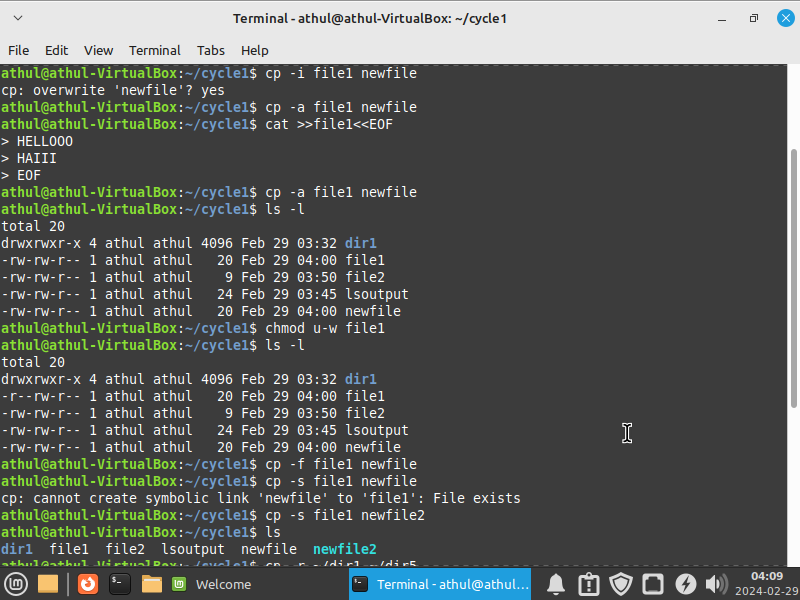 Terminal - athul@athul-VirtualBox: ~/cycle1
File Edit View Terminal Tabs Help
athul@athul-VirtualBox:~/cycle1$ cp -i file1 newfile
cp: overwrite 'newfile'? yes
athul@athul-VirtualBox:~/cycle1$ cp -a file1 newfile
athul@athul-VirtualBox:~/cycle1$ cat >>file1<<EOF
> HELLOOO
> HAIII
> EOF
athul@athul-VirtualBox:~/cycle1$ cp -a file1 newfile
athul@athul-VirtualBox:~/cycle1$ ls -l
total 20
drwxrwxr-x 4 athul athul 4096 Feb 29 03:32 dir1
-rw-rw-r-- 1 athul athul   20 Feb 29 04:00 file1
-rw-rw-r-- 1 athul athul    9 Feb 29 03:50 file2
-rw-rw-r-- 1 athul athul   24 Feb 29 03:45 lsoutput
-rw-rw-r-- 1 athul athul   20 Feb 29 04:00 newfile
athul@athul-VirtualBox:~/cycle1$ chmod u-w file1
athul@athul-VirtualBox:~/cycle1$ ls -l
total 20
drwxrwxr-x 4 athul athul 4096 Feb 29 03:32 dir1
-r--rw-r-- 1 athul athul   20 Feb 29 04:00 file1
-rw-rw-r-- 1 athul athul    9 Feb 29 03:50 file2
-rw-rw-r-- 1 athul athul   24 Feb 29 03:45 lsoutput
-rw-rw-r-- 1 athul athul   20 Feb 29 04:00 newfile
athul@athul-VirtualBox:~/cycle1$ cp -f file1 newfile
athul@athul-VirtualBox:~/cycle1$ cp -s file1 newfile
cp: cannot create symbolic link 'newfile' to 'file1': File exists
athul@athul-VirtualBox:~/cycle1$ cp -s file1 newfile2
athul@athul-VirtualBox:~/cycle1$ ls
dir1  file1  file2  lsoutput  newfile  newfile2
athul@athul-VirtualBox:~/cycle1$ cp -r
Welcome
Terminal - athul@athul...
04:09
2024-02-29